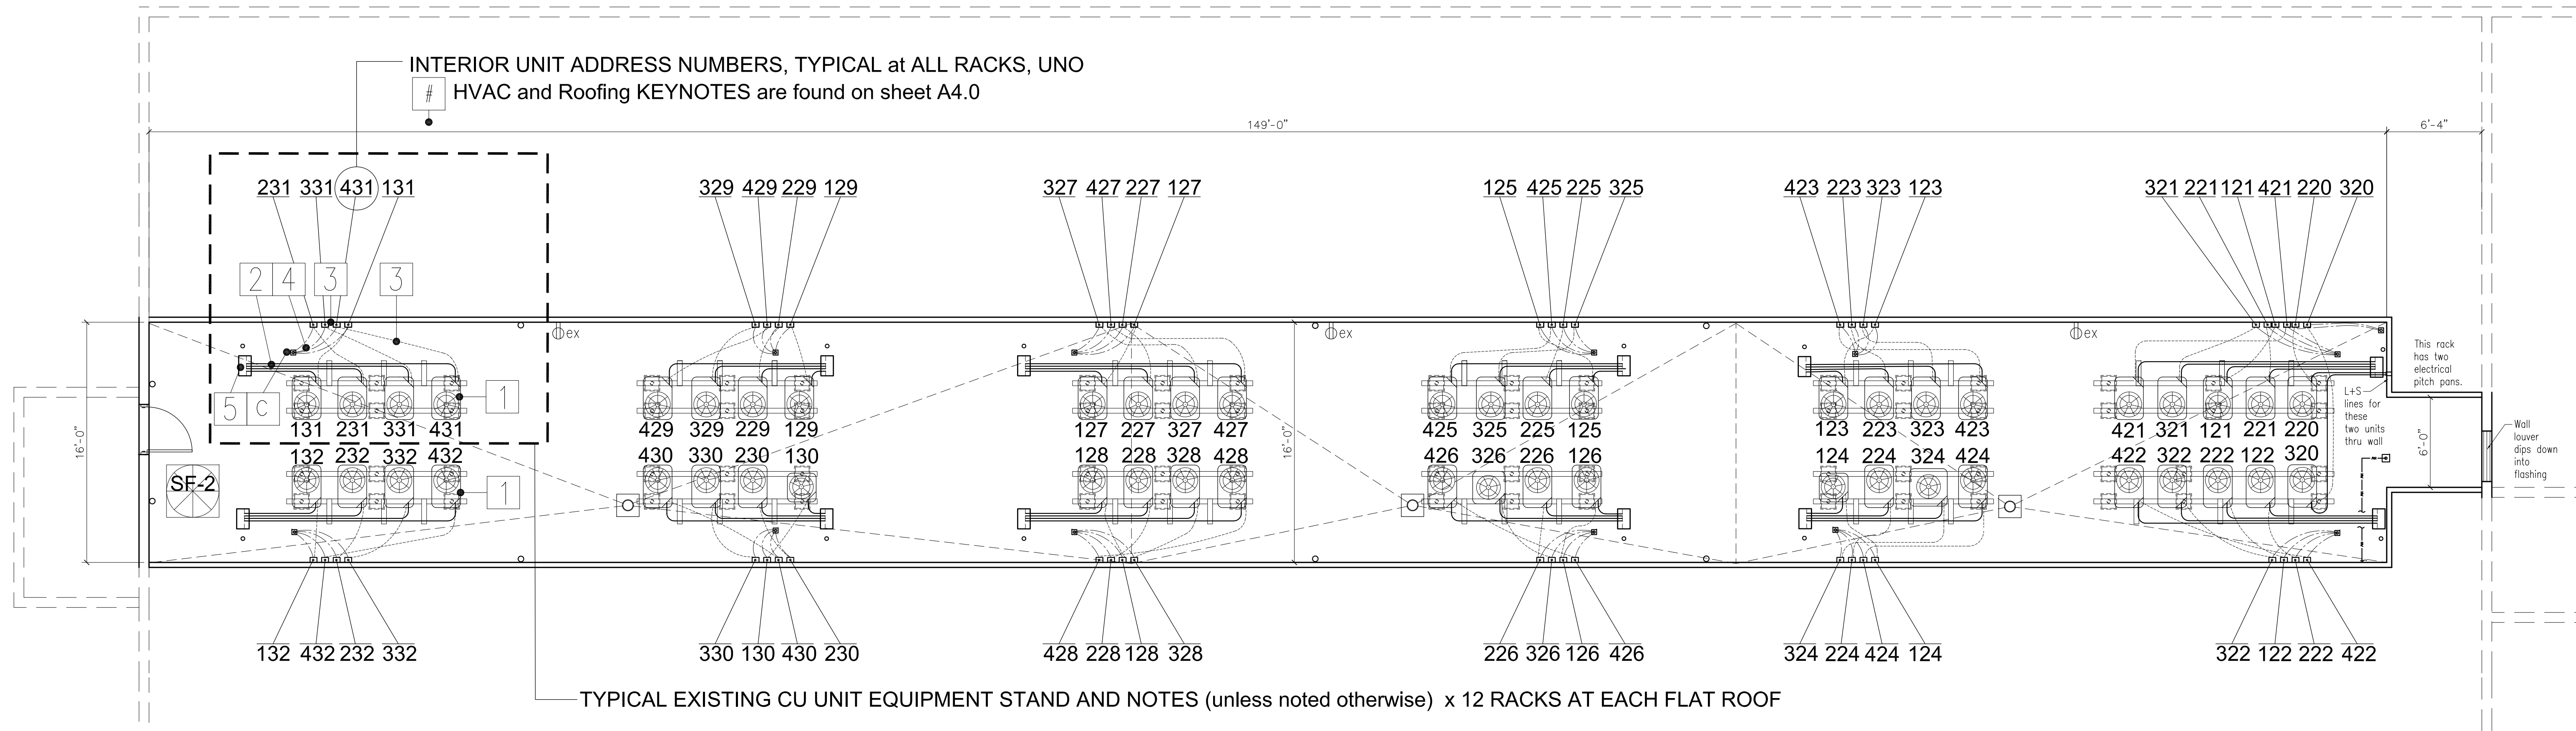 INTERIOR UNIT ADDRESS NUMBERS, TYPICAL at ALL RACKS, UNO
# HVAC and Roofing KEYNOTES are found on sheet A4.0
149'-0" 6'-4"
231 331 431 131 329 429 229 129 327 427 227 127 125 425 225 325 423 223 323 123 321 221 121 421 220 320
2 4 3 3
ex ex ex
5 C 1
This rack
has two
electrical
pitch pans.
L+S
lines for
these
two units
thru wall
16'-0" 16'-0" 6'-0"
131 231 331 431 429 329 229 129 127 227 327 427 425 325 225 125 123 223 323 423 421 321 121 221 220
132 232 332 432 430 330 230 130 128 228 328 428 426 326 226 126 124 224 324 424 422 322 222 122 320
Wall
louver
dips down
into
flashing
SF-2 1
132 432 232 332 330 130 430 230 428 228 128 328 226 326 126 426 324 224 424 124 322 122 222 422
TYPICAL EXISTING CU UNIT EQUIPMENT STAND AND NOTES (unless noted otherwise) x 12 RACKS AT EACH FLAT ROOF